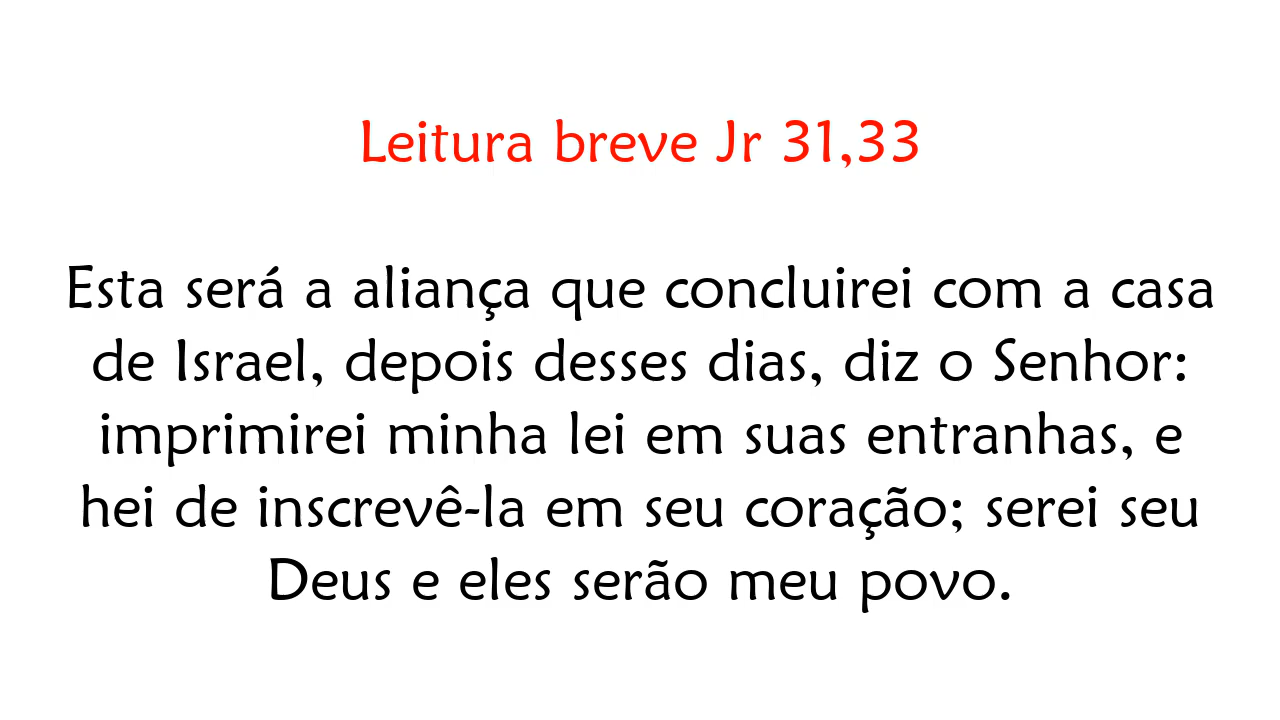 Leitura breve Jr 31,33
Esta será a aliança que concluirei com a casa
de Israel, depois desses dias, diz o Senhor:
imprimirei minha lei em suas entranhas, e
hei de inscrevê-la em seu coração; serei seu
Deus e eles serão meu povo.